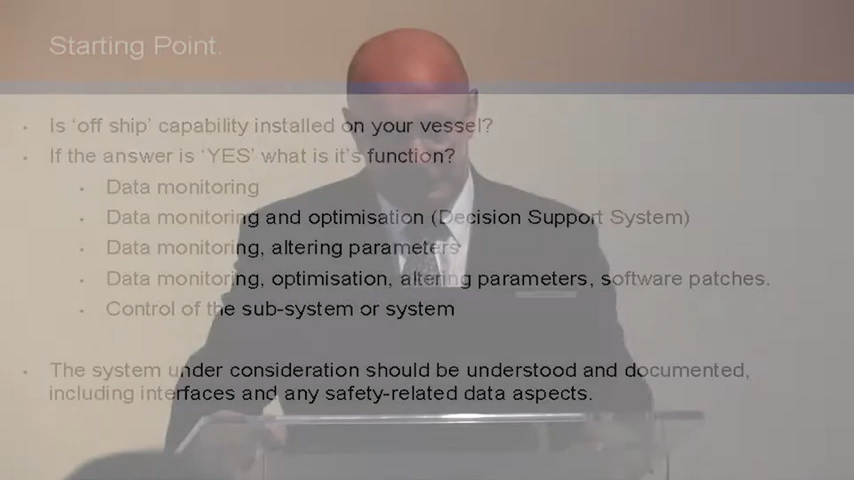 Starting Point.
Is ‘off ship’ capability installed on your vessel?
If the answer is ‘YES’ what is it’s function?
Data monitoring
Data monitoring and optimisation (Decision Support System)
Data monitoring, altering parameters
Data monitoring, optimisation, altering parameters, software patches.
Control of the sub-system or system
The system under consideration should be understood and documented,
including interfaces and any safety-related data aspects.